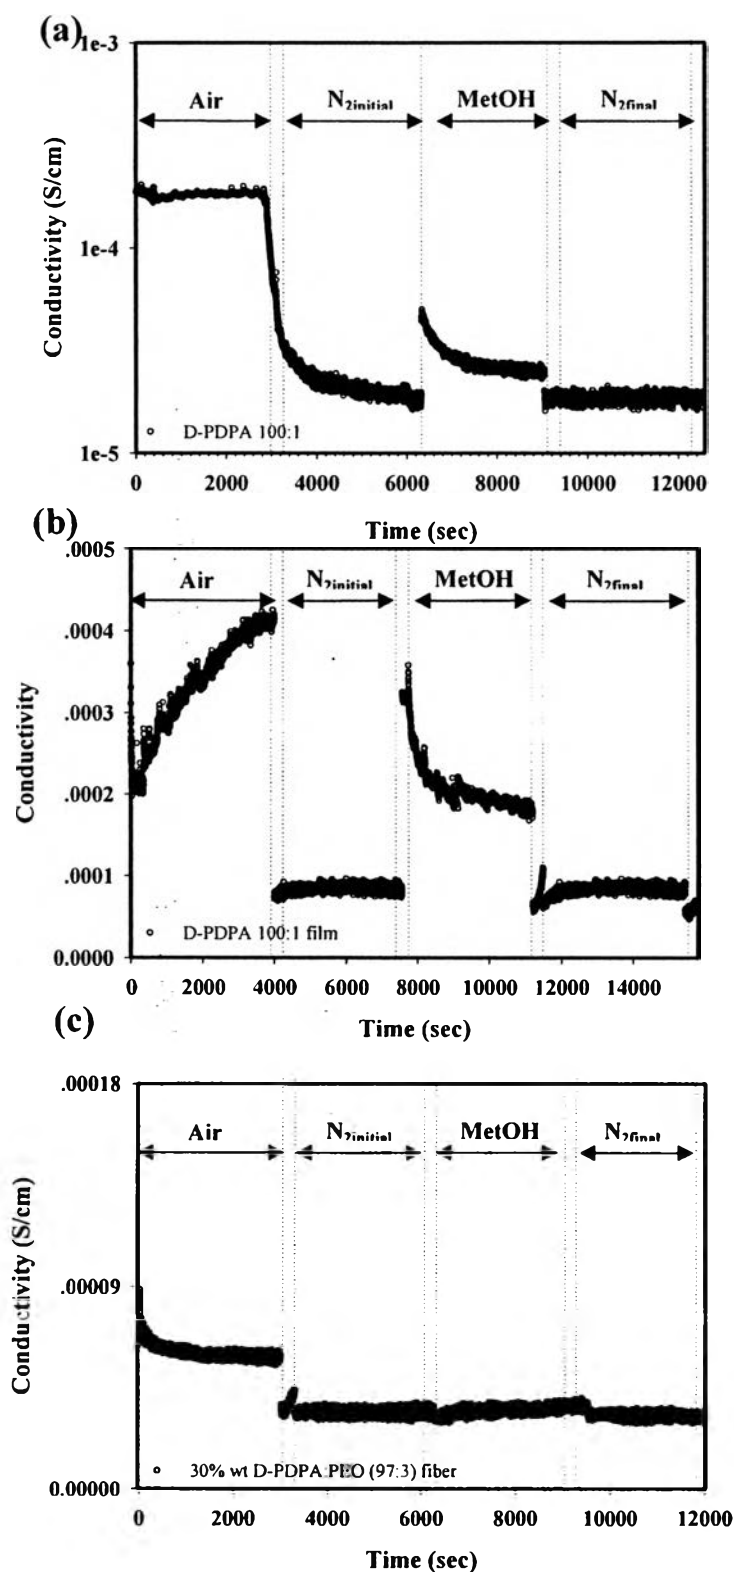 (a)
1e-3
Air N2initial MetOH N2final
Conductivity (S/cm)
1e-4
D-PDPA 100:1
1e-5
0 2000 4000 6000 8000 10000 12000
Time (sec)
(b)
.0005
Air N2initial MetOH N2final
.0004
.0003
Conductivity
.0002
.0001
D-PDPA 100:1 film
0.0000
0 2000 4000 6000 8000 10000 12000 14000
Time (sec)
(c)
.00018
Air N2initial MetOH N2final
Conductivity (S/cm)
.00009
30% wt D-PDPA:PEO (97:3) fiber
0.00000
0 2000 4000 6000 8000 10000 12000
Time (sec)